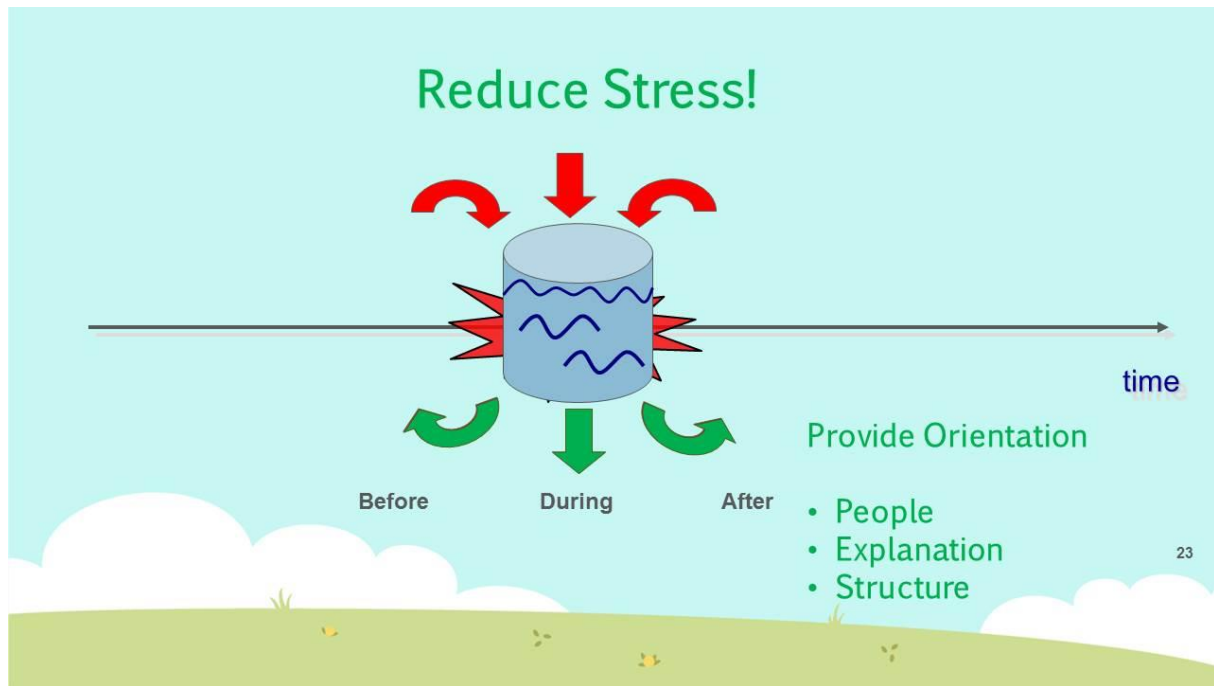 Reduce Stress!
time
Provide Orientation
Before During After
• People
• Explanation
• Structure
23